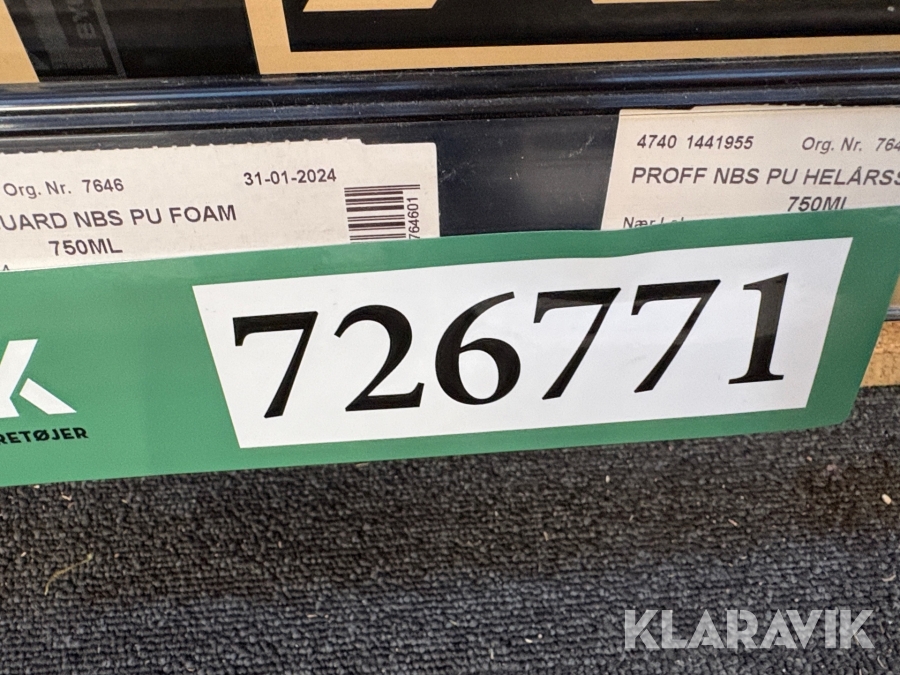 Org. Nr. 7646 31-01-2024
UARD NBS PU FOAM
750ML
764601
4740 1441955 Org. Nr. 764
PROFF NBS PU HELÅRSS
750ML
726771
K
RETØJER
KLARAVIK